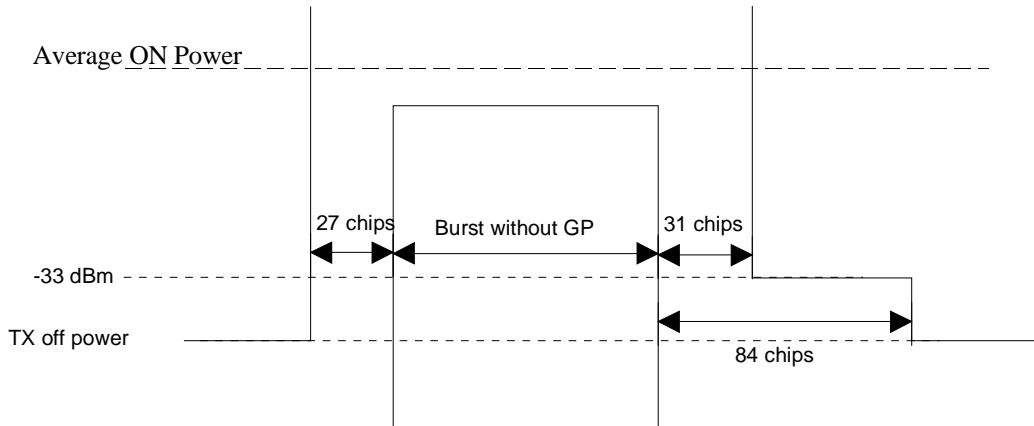 Average ON Power
27 chips
Burst without GP
31 chips
-33 dBm
TX off power
84 chips